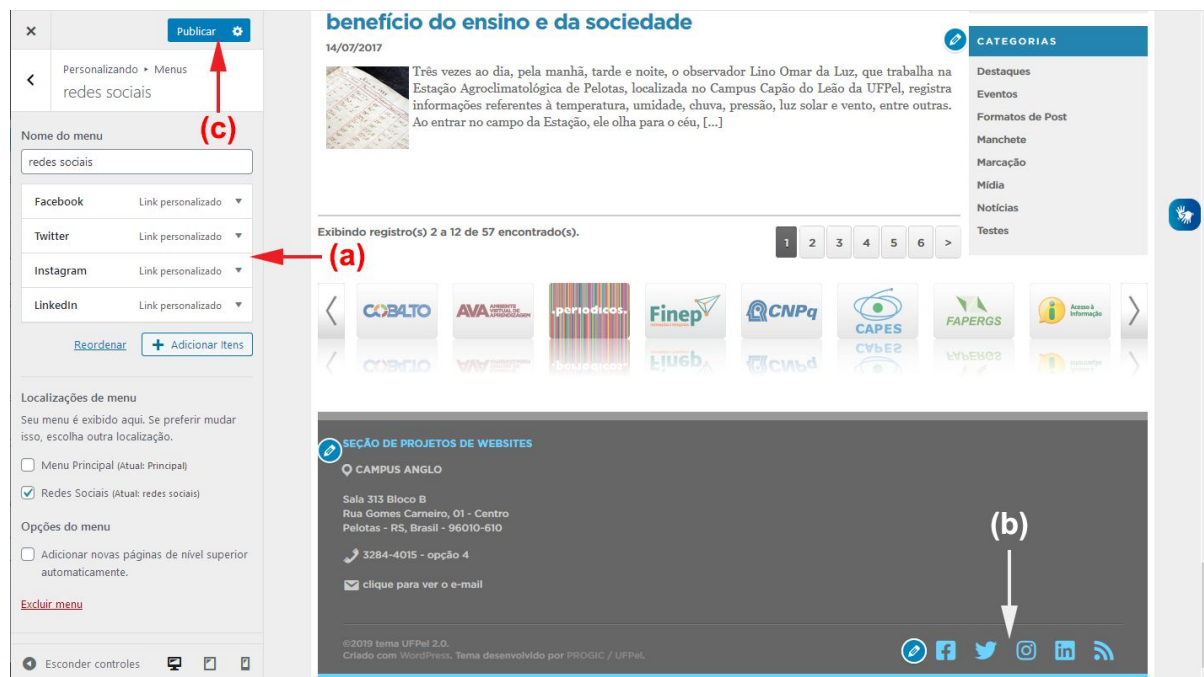 Publicar
Personalizando ▸ Menus
redes sociais
(c)
Nome do menu
redes sociais
Facebook Link personalizado
Twitter Link personalizado
Instagram Link personalizado
LinkedIn Link personalizado
(a)
Reordenar + Adicionar Itens
Localizações de menu
Seu menu é exibido aqui. Se preferir mudar
isso, escolha outra localização.
Menu Principal (Atual: Principal)
Redes Sociais (Atual: redes sociais)
Opções do menu
Adicionar novas páginas de nível superior
automaticamente.
Excluir menu
Esconder controles
benefício do ensino e da sociedade
14/07/2017
Três vezes ao dia, pela manhã, tarde e noite, o observador Lino Omar da Luz, que trabalha na
Estação Agroclimatológica de Pelotas, localizada no Campus Capão do Leão da UFPel, registra
informações referentes à temperatura, umidade, chuva, pressão, luz solar e vento, entre outras.
Ao entrar no campo da Estação, ele olha para o céu, [...]
CATEGORIAS
Destaques
Eventos
Formatos de Post
Manchete
Marcação
Mídia
Notícias
Testes
Exibindo registro(s) 2 a 12 de 57 encontrado(s).
1 2 3 4 5 6 >
COBALTO
AVA AMBIENTE VIRTUAL DE APRENDIZAGEM
.periodicos.
Finep
CNPq
CAPES
FAPERGS
Acesso à
Informação
SEÇÃO DE PROJETOS DE WEBSITES
CAMPUS ANGLO
Sala 313 Bloco B
Rua Gomes Carneiro, 01 - Centro
Pelotas - RS, Brasil - 96010-610
3284-4015 - opção 4
clique para ver o e-mail
(b)
©2019 tema UFPel 2.0.
Criado com WordPress. Tema desenvolvido por PROGIC / UFPel.